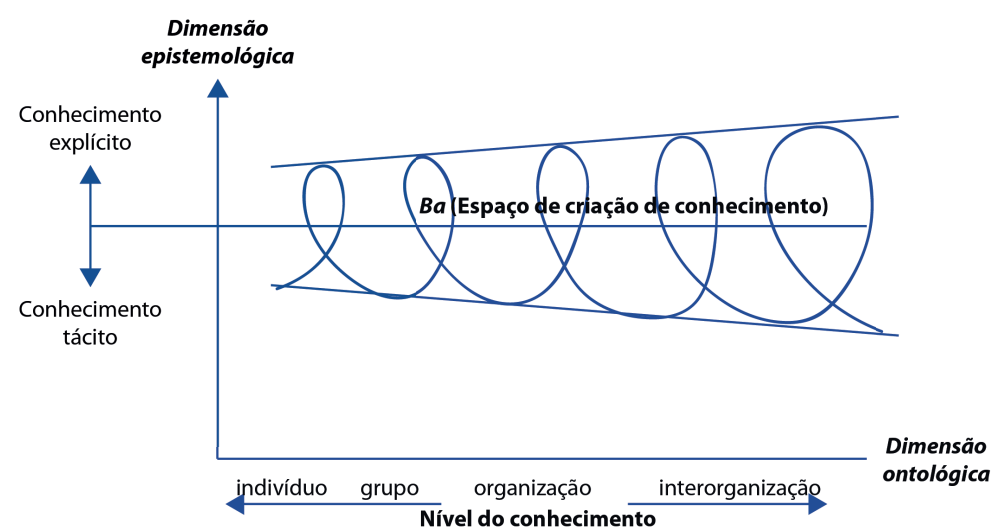 Dimensão
epistemológica
Conhecimento
explícito
Ba (Espaço de criação de conhecimento)
Conhecimento
tácito
Dimensão
ontológica
indivíduo grupo organização interorganização
Nível do conhecimento